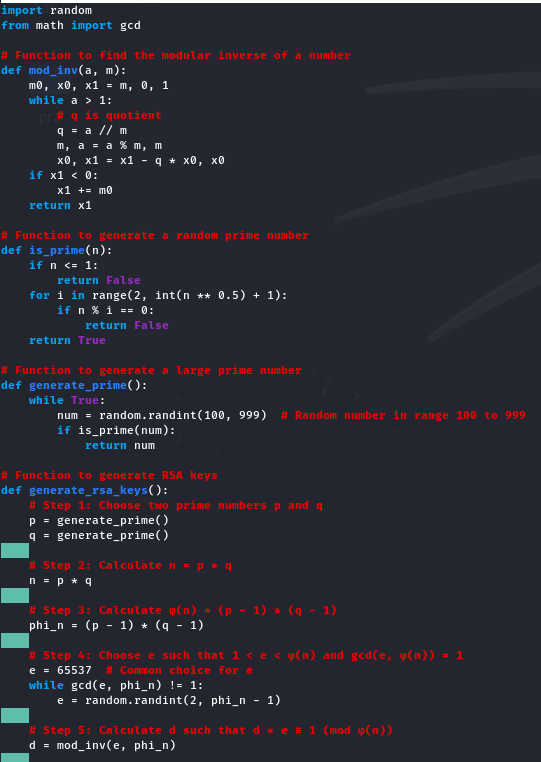 import random
from math import gcd
# Function to find the modular inverse of a number
def mod_inv(a, m):
    m0, x0, x1 = m, 0, 1
    while a > 1:
        # q is quotient
        q = a // m
        m, a = a % m, m
        x0, x1 = x1 - q * x0, x0
    if x1 < 0:
        x1 += m0
    return x1
# Function to generate a random prime number
def is_prime(n):
    if n <= 1:
        return False
    for i in range(2, int(n ** 0.5) + 1):
        if n % i == 0:
            return False
    return True
# Function to generate a large prime number
def generate_prime():
    while True:
        num = random.randint(100, 999)  # Random number in range 100 to 999
        if is_prime(num):
            return num
# Function to generate RSA keys
def generate_rsa_keys():
    # Step 1: Choose two prime numbers p and q
    p = generate_prime()
    q = generate_prime()
    # Step 2: Calculate n = p * q
    n = p * q
    # Step 3: Calculate φ(n) = (p - 1) * (q - 1)
    phi_n = (p - 1) * (q - 1)
    # Step 4: Choose e such that 1 < e < φ(n) and gcd(e, φ(n)) = 1
    e = 65537  # Common choice for e
    while gcd(e, phi_n) != 1:
        e = random.randint(2, phi_n - 1)
    # Step 5: Calculate d such that d * e ≡ 1 (mod φ(n))
    d = mod_inv(e, phi_n)